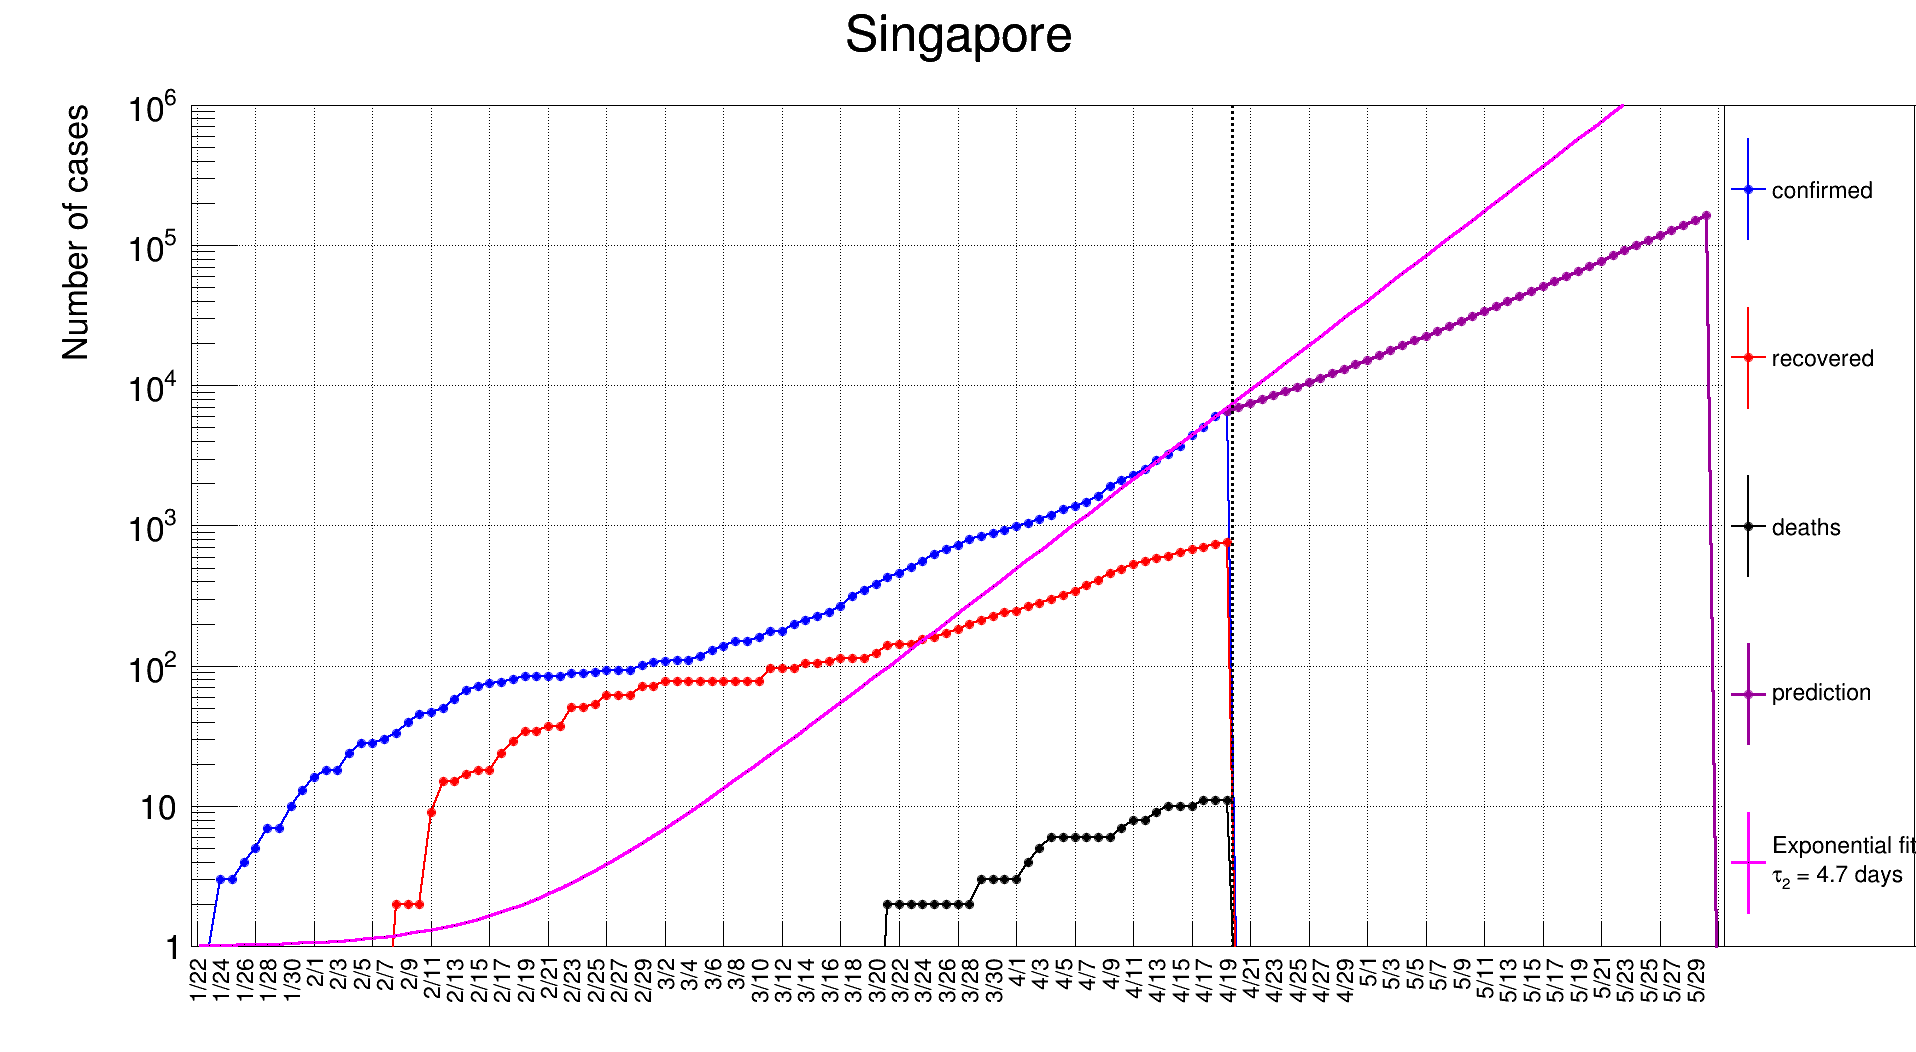 Singapore
Number of cases
10^6
10^5
10^4
10^3
10^2
10
1
1/22 1/24 1/26 1/28 1/30 2/1 2/3 2/5 2/7 2/9 2/11 2/13 2/15 2/17 2/19 2/21 2/23 2/25 2/27 2/29 3/2 3/4 3/6 3/8 3/10 3/12 3/14 3/16 3/18 3/20 3/22 3/24 3/26 3/28 3/30 4/1 4/3 4/5 4/7 4/9 4/11 4/13 4/15 4/17 4/19 4/21 4/23 4/25 4/27 4/29 5/1 5/3 5/5 5/7 5/9 5/11 5/13 5/15 5/17 5/19 5/21 5/23 5/25 5/27 5/29
confirmed
recovered
deaths
prediction
Exponential fit
τ₂ = 4.7 days